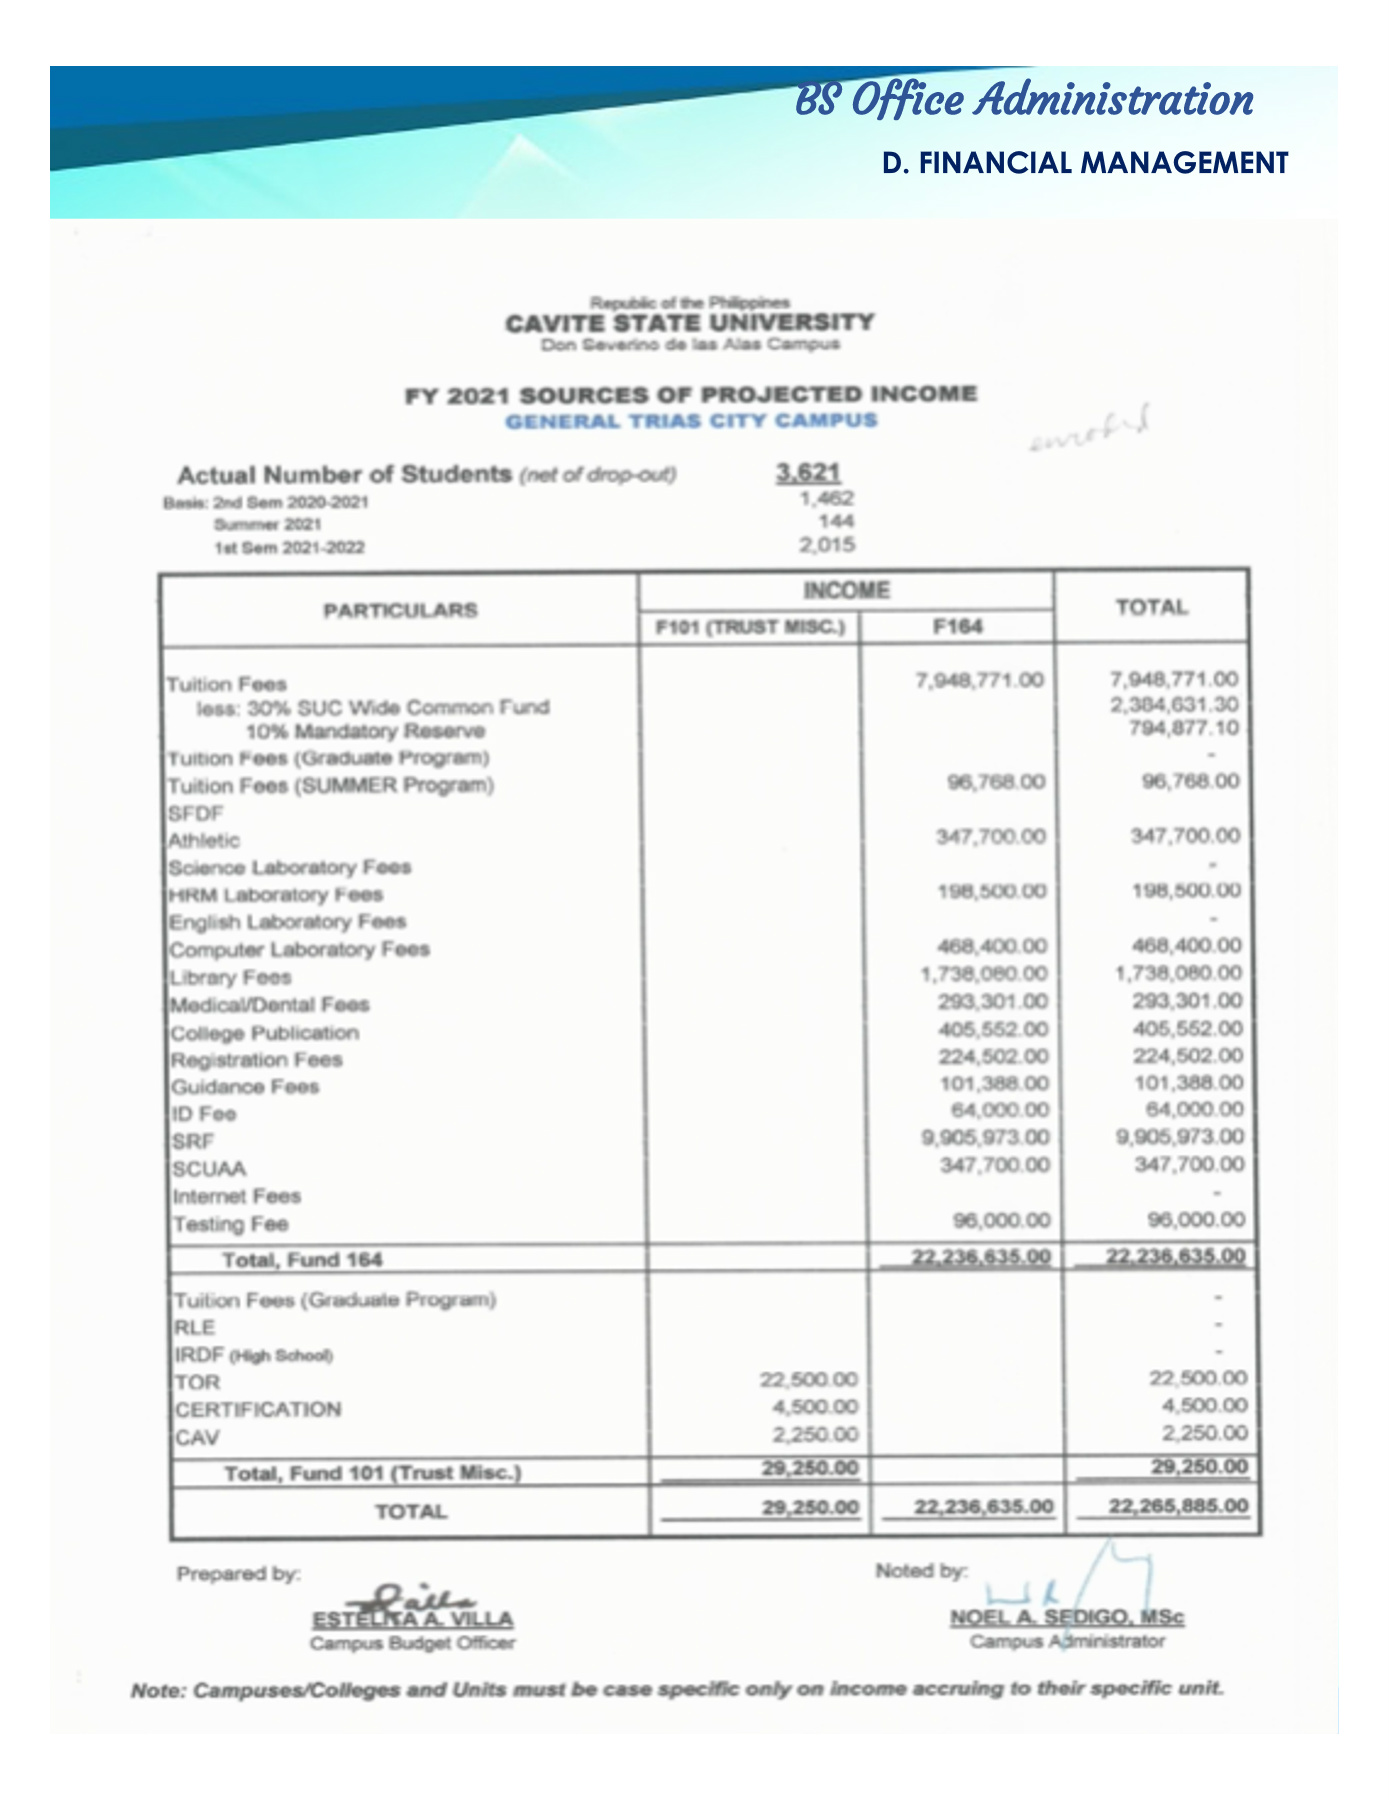 BS Office Administration
D. FINANCIAL MANAGEMENT
Republic of the Philippines
CAVITE STATE UNIVERSITY
Don Severino de las Alas Campus
FY 2021 SOURCES OF PROJECTED INCOME
GENERAL TRIAS CITY CAMPUS
enrolled
Actual Number of Students (net of drop-out) 3,621
Basis: 2nd Sem 2020-2021 1,462
Summer 2021 144
1st Sem 2021-2022 2,015
PARTICULARS INCOME TOTAL
F101 (TRUST MISC.) F164
Tuition Fees 7,948,771.00 7,948,771.00
less: 30% SUC Wide Common Fund 2,384,631.30
10% Mandatory Reserve 794,877.10
Tuition Fees (Graduate Program) -
Tuition Fees (SUMMER Program) 96,768.00 96,768.00
SFDF
Athletic 347,700.00 347,700.00
Science Laboratory Fees -
HRM Laboratory Fees 198,500.00 198,500.00
English Laboratory Fees -
Computer Laboratory Fees 468,400.00 468,400.00
Library Fees 1,738,080.00 1,738,080.00
Medical/Dental Fees 293,301.00 293,301.00
College Publication 405,552.00 405,552.00
Registration Fees 224,502.00 224,502.00
Guidance Fees 101,388.00 101,388.00
ID Fee 64,000.00 64,000.00
SRF 9,905,973.00 9,905,973.00
SCUAA 347,700.00 347,700.00
Internet Fees -
Testing Fee 96,000.00 96,000.00
Total, Fund 164 22,236,635.00 22,236,635.00
Tuition Fees (Graduate Program) -
RLE -
IRDF (High School) -
TOR 22,500.00 22,500.00
CERTIFICATION 4,500.00 4,500.00
CAV 2,250.00 2,250.00
Total, Fund 101 (Trust Misc.) 29,250.00 29,250.00
TOTAL 29,250.00 22,236,635.00 22,265,885.00
Prepared by: Noted by:
ESTELITA A. VILLA NOEL A. SEDIGO, MSc
Campus Budget Officer Campus Administrator
Note: Campuses/Colleges and Units must be case specific only on income accruing to their specific unit.